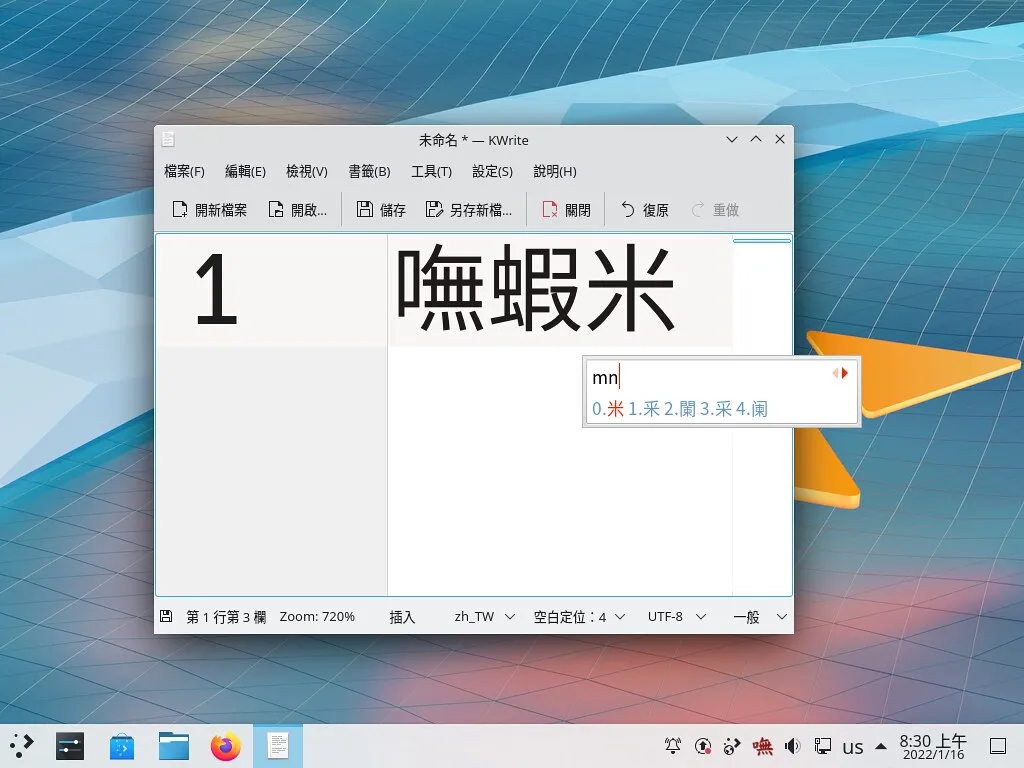 未命名 * — KWrite
檔案(F) 編輯(E) 檢視(V) 書籤(B) 工具(T) 設定(S) 說明(H)
開新檔案 開啟... 儲存 另存新檔... 關閉 復原 重做
1 嘸蝦米
mn
0.米 1.采 2.闌 3.采 4.阑
第 1 行第 3 欄 Zoom: 720% 插入 zh_TW 空白定位：4 UTF-8 一般
嘸 us 8:30 上午
2022/1/16